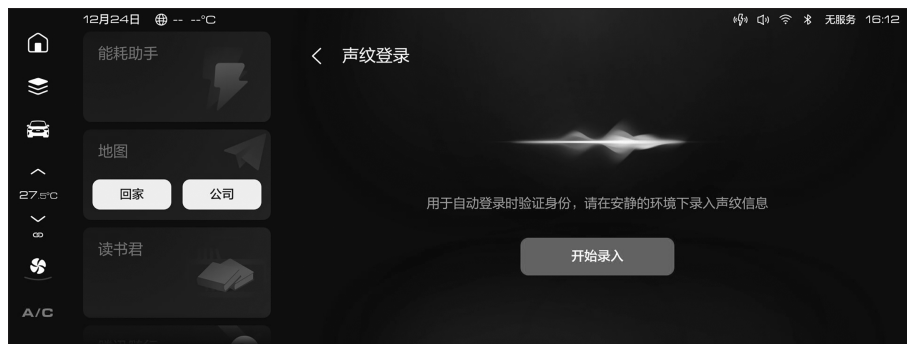 12月24日 -- --°C
无服务 16:12
能耗助手
声纹登录
地图
27.5°C
回家
公司
用于自动登录时验证身份，请在安静的环境下录入声纹信息
读书君
开始录入
A/C